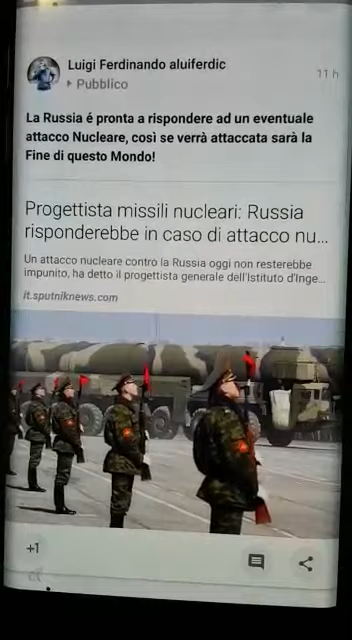 Luigi Ferdinando aluiferdic
Pubblico
11 h
La Russia é pronta a rispondere ad un eventuale
attacco Nucleare, così se verrà attaccata sarà la
Fine di questo Mondo!
Progettista missili nucleari: Russia
risponderebbe in caso di attacco nu...
Un attacco nucleare contro la Russia oggi non resterebbe
impunito, ha detto il progettista generale dell'Istituto d'Inge...
it.sputniknews.com
+1